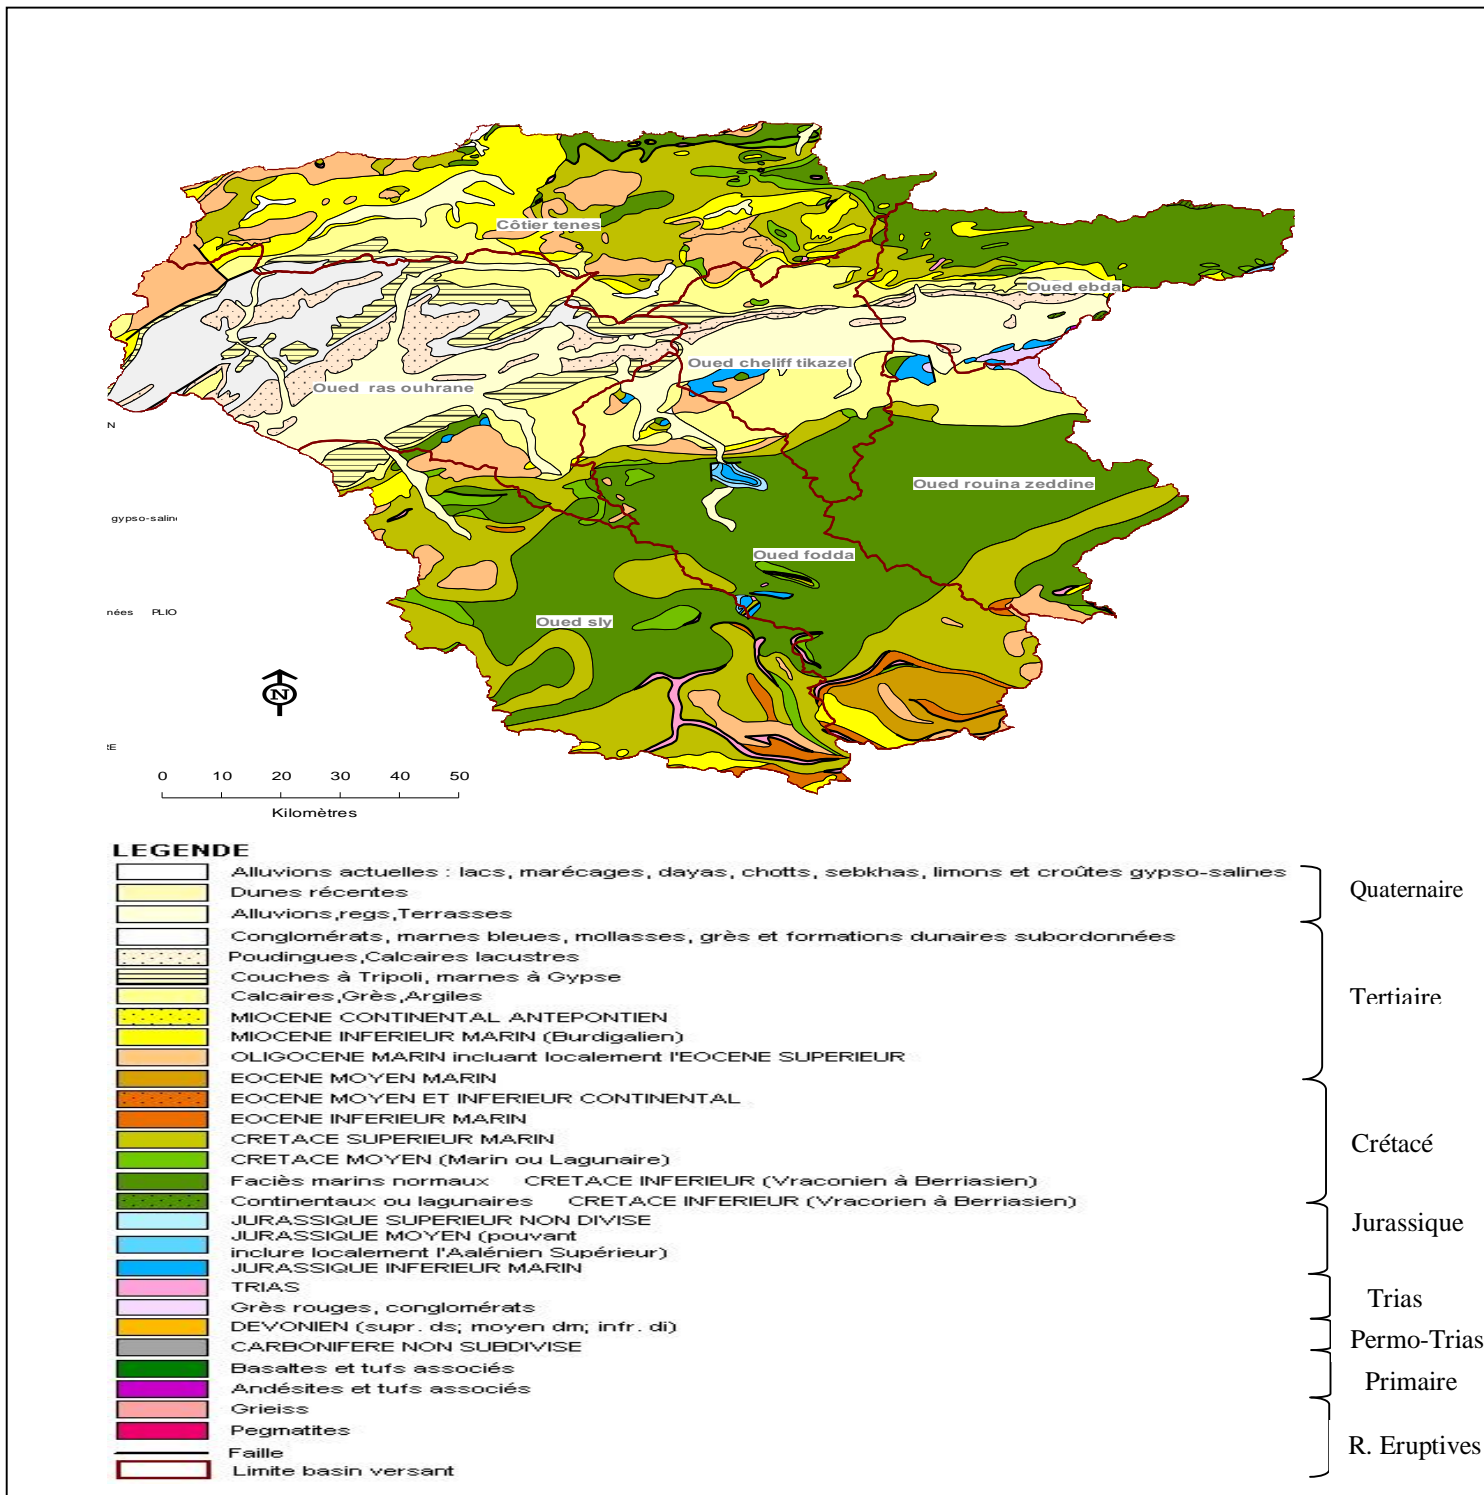 Côtier tenes
Oued ebda
Oued cheliff tikazel
Oued ras ouhrane
N
Oued rouina zeddine
gypso-salin
Oued fodda
nées PLIO
Oued sly
N
RE
0 10 20 30 40 50
Kilomètres
LEGENDE
Alluvions actuelles : lacs, marécages, dayas, chotts, sebkhas, limons et croûtes gypso-salines
Dunes récentes
Quaternaire
Alluvions,regs,Terrasses
Conglomérats, marnes bleues, mollasses, grès et formations dunaires subordonnées
Poudingues,Calcaires lacustres
Couches à Tripoli, marnes à Gypse
Calcaires,Grès,Argiles
Tertiaire
MIOCENE CONTINENTAL ANTEPONTIEN
MIOCENE INFERIEUR MARIN (Burdigalien)
OLIGOCENE MARIN incluant localement l'EOCENE SUPERIEUR
EOCENE MOYEN MARIN
EOCENE MOYEN ET INFERIEUR CONTINENTAL
EOCENE INFERIEUR MARIN
CRETACE SUPERIEUR MARIN
Crétacé
CRETACE MOYEN (Marin ou Lagunaire)
Faciès marins normaux CRETACE INFERIEUR (Vraconien à Berriasien)
Continentaux ou lagunaires CRETACE INFERIEUR (Vracorien à Berriasien)
JURASSIQUE SUPERIEUR NON DIVISE
Jurassique
JURASSIQUE MOYEN (pouvant
inclure localement l'Aalénien Supérieur)
JURASSIQUE INFERIEUR MARIN
TRIAS
Trias
Grès rouges, conglomérats
DEVONIEN (supr. ds; moyen dm; infr. di)
Permo-Trias
CARBONIFERE NON SUBDIVISE
Basaltes et tufs associés
Primaire
Andésites et tufs associés
Grieiss
Pegmatites
R. Eruptives
Faille
Limite basin versant